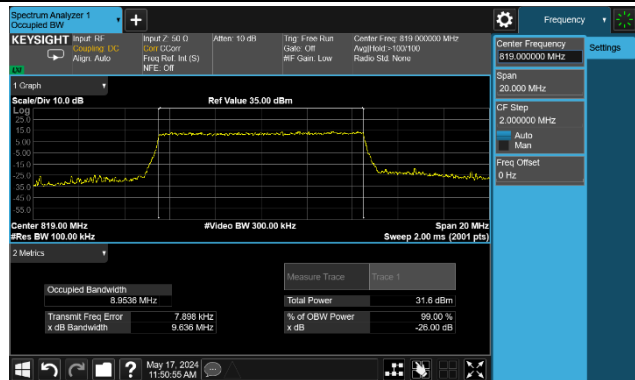 Spectrum Analyzer 1
Occupied BW
Frequency
KEYSIGHT
Input: RF
Coupling: DC
Align: Auto
Input Z: 50 Ω
Corr CCorr
Freq Ref: Int (S)
NFE: Off
Atten: 10 dB
Trig: Free Run
Gate: Off
#IF Gain: Low
Center Freq: 819.000000 MHz
Avg|Hold:>100/100
Radio Std: None
LXI
1 Graph
Scale/Div 10.0 dB
Ref Value 35.00 dBm
Log
25.0
15.0
5.00
-5.00
-15.0
-25.0
-35.0
-45.0
-55.0
Center 819.00 MHz
#Res BW 100.00 kHz
#Video BW 300.00 kHz
Span 20 MHz
Sweep 2.00 ms (2001 pts)
2 Metrics
Measure Trace
Trace 1
Occupied Bandwidth
8.9536 MHz
Total Power
31.6 dBm
Transmit Freq Error
7.898 kHz
% of OBW Power
99.00 %
x dB Bandwidth
9.636 MHz
x dB
-26.00 dB
Center Frequency
819.000000 MHz
Settings
Span
20.000 MHz
CF Step
2.000000 MHz
Auto
Man
Freq Offset
0 Hz
?
May 17, 2024
11:50:55 AM